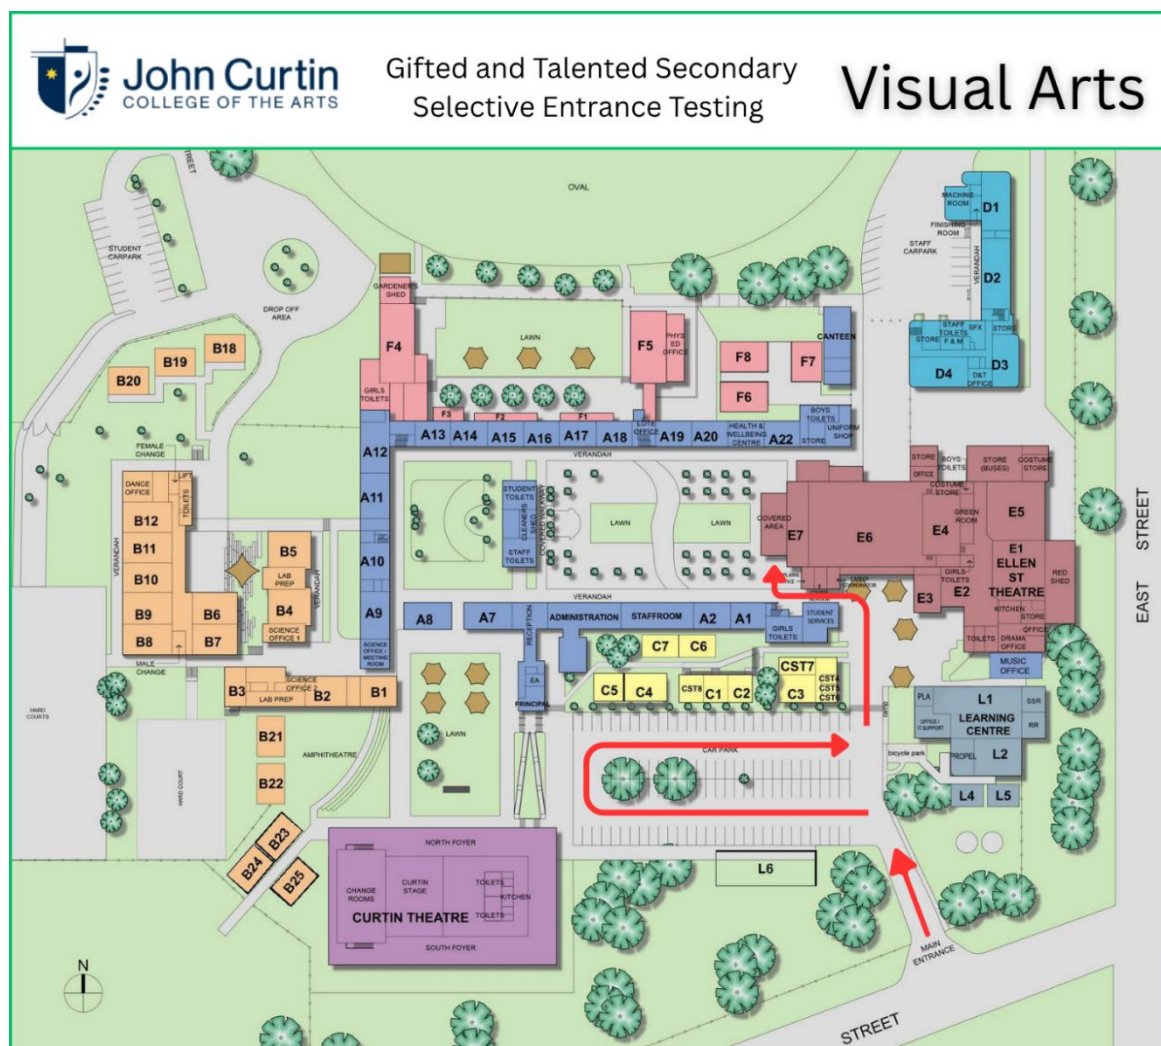 John Curtin
COLLEGE OF THE ARTS
Gifted and Talented Secondary
Selective Entrance Testing
Visual Arts
STREET
OVAL
STUDENT
CARPARK
DROP OFF
AREA
MACHINE
ROOM
D1
FINISHING
ROOM
STAFF
CARPARK
VERANDAH
D2
GARDENER'S
SHED
LAWN
F4
F5
PHYS
ED OFFICE
F8
F7
F6
CANTEEN
STAFF
TOILETS
F & M
SFX
STORE
STORE
D3
D4
D&T
OFFICE
B18
B19
B20
GIRLS
TOILETS
F3
F2
F1
LOTE
OFFICE
BOYS
TOILETS
STORE
UNIFORM
SHOP
A13
A14
A15
A16
A17
A18
A19
A20
HEALTH &
WELLBEING
CENTRE
A22
VERANDAH
FEMALE
CHANGE
LIFT
TOILETS
DANCE
OFFICE
B12
B11
B10
B9
B8
B6
B7
VERANDAH
MALE
CHANGE
B5
LAB
PREP
B4
SCIENCE
OFFICE 1
VERANDAH
A12
A11
A10
A9
SCIENCE
OFFICE /
MEETING
ROOM
STUDENT
TOILETS
CLEANERS
SHED
STAFF
TOILETS
COVERED WALKWAY
LAWN
LAWN
COVERED
AREA
E7
E6
STORE
OFFICE
BOYS
TOILETS
STORE
(BUSES)
COSTUME
STORE
COSTUME
STORE
GREEN
ROOM
E4
E5
E1
ELLEN
ST
THEATRE
RED
SHED
GIRLS
TOILETS
E2
E3
KITCHEN
STORE
OFFICE
TOILETS
DRAMA
OFFICE
MUSIC
OFFICE
EAST STREET
VERANDAH
A8
A7
RECEPTION
ADMINISTRATION
STAFFROOM
A2
A1
GIRLS
TOILETS
STUDENT
SERVICES
EA
PRINCIPAL
C7
C6
C5
C4
CST8
C1
C2
CST7
C3
CST4
CST5
CST6
B3
SCIENCE
OFFICE 2
LAB PREP
B2
B1
B21
B22
B23
B24
B25
HARD
COURTS
HARD COURT
AMPHITHEATRE
LAWN
CAR PARK
PLA
L1
LEARNING
CENTRE
SSR
RR
OFFICE /
IT SUPPORT
PROPEL
L2
bicycle park
L4
L5
L6
NORTH FOYER
CHANGE
ROOMS
CURTIN
STAGE
TOILETS
KITCHEN
TOILETS
CURTIN THEATRE
SOUTH FOYER
MAIN
ENTRANCE
N
STREET